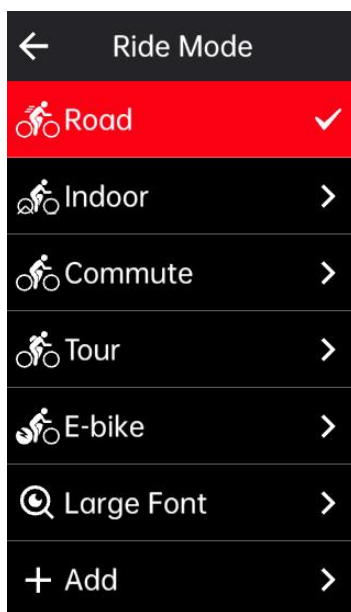 Ride Mode
Road
Indoor
Commute
Tour
E-bike
Large Font
Add